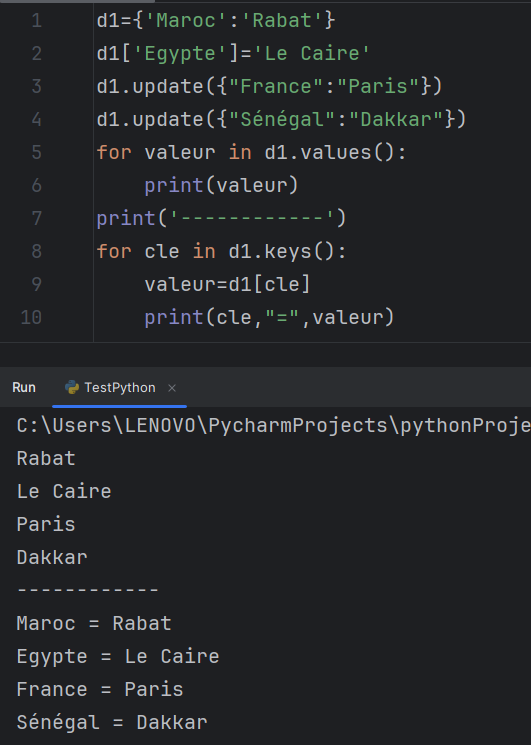 1 d1={'Maroc':'Rabat'}
2 d1['Egypte']='Le Caire'
3 d1.update({"France":"Paris"})
4 d1.update({"Sénégal":"Dakkar"})
5 for valeur in d1.values():
6     print(valeur)
7 print('------------')
8 for cle in d1.keys():
9     valeur=d1[cle]
10     print(cle,"=",valeur)
Run TestPython ×
C:\Users\LENOVO\PycharmProjects\pythonProje
Rabat
Le Caire
Paris
Dakkar
------------
Maroc = Rabat
Egypte = Le Caire
France = Paris
Sénégal = Dakkar